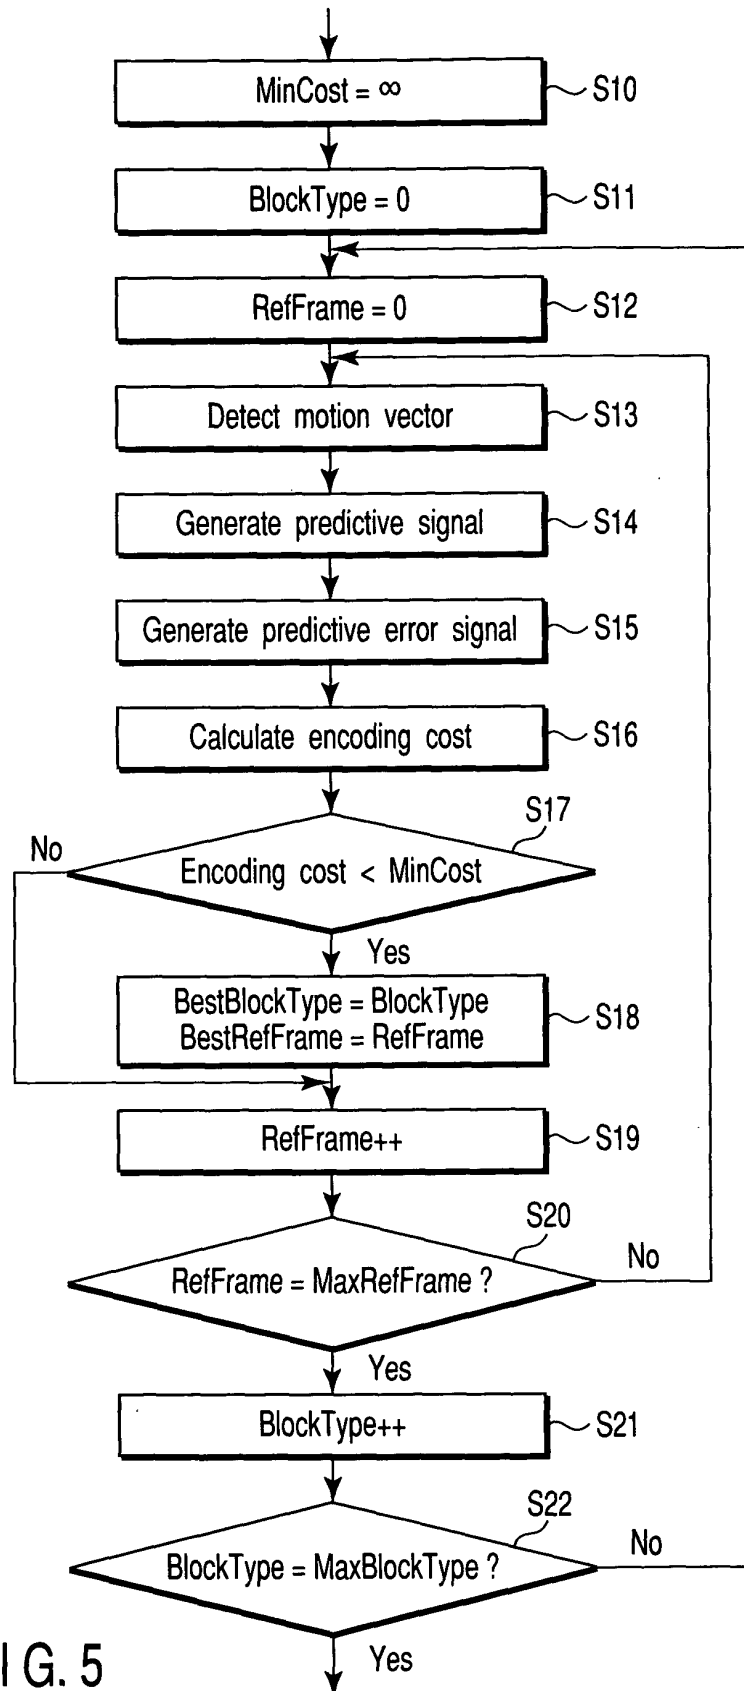 MinCost = ∞
S10
BlockType = 0
S11
RefFrame = 0
S12
Detect motion vector
S13
Generate predictive signal
S14
Generate predictive error signal
S15
Calculate encoding cost
S16
S17
No
Encoding cost < MinCost
Yes
BestBlockType = BlockType
BestRefFrame = RefFrame
S18
RefFrame++
S19
S20
No
RefFrame = MaxRefFrame ?
Yes
BlockType++
S21
S22
No
BlockType = MaxBlockType ?
Yes
I G. 5